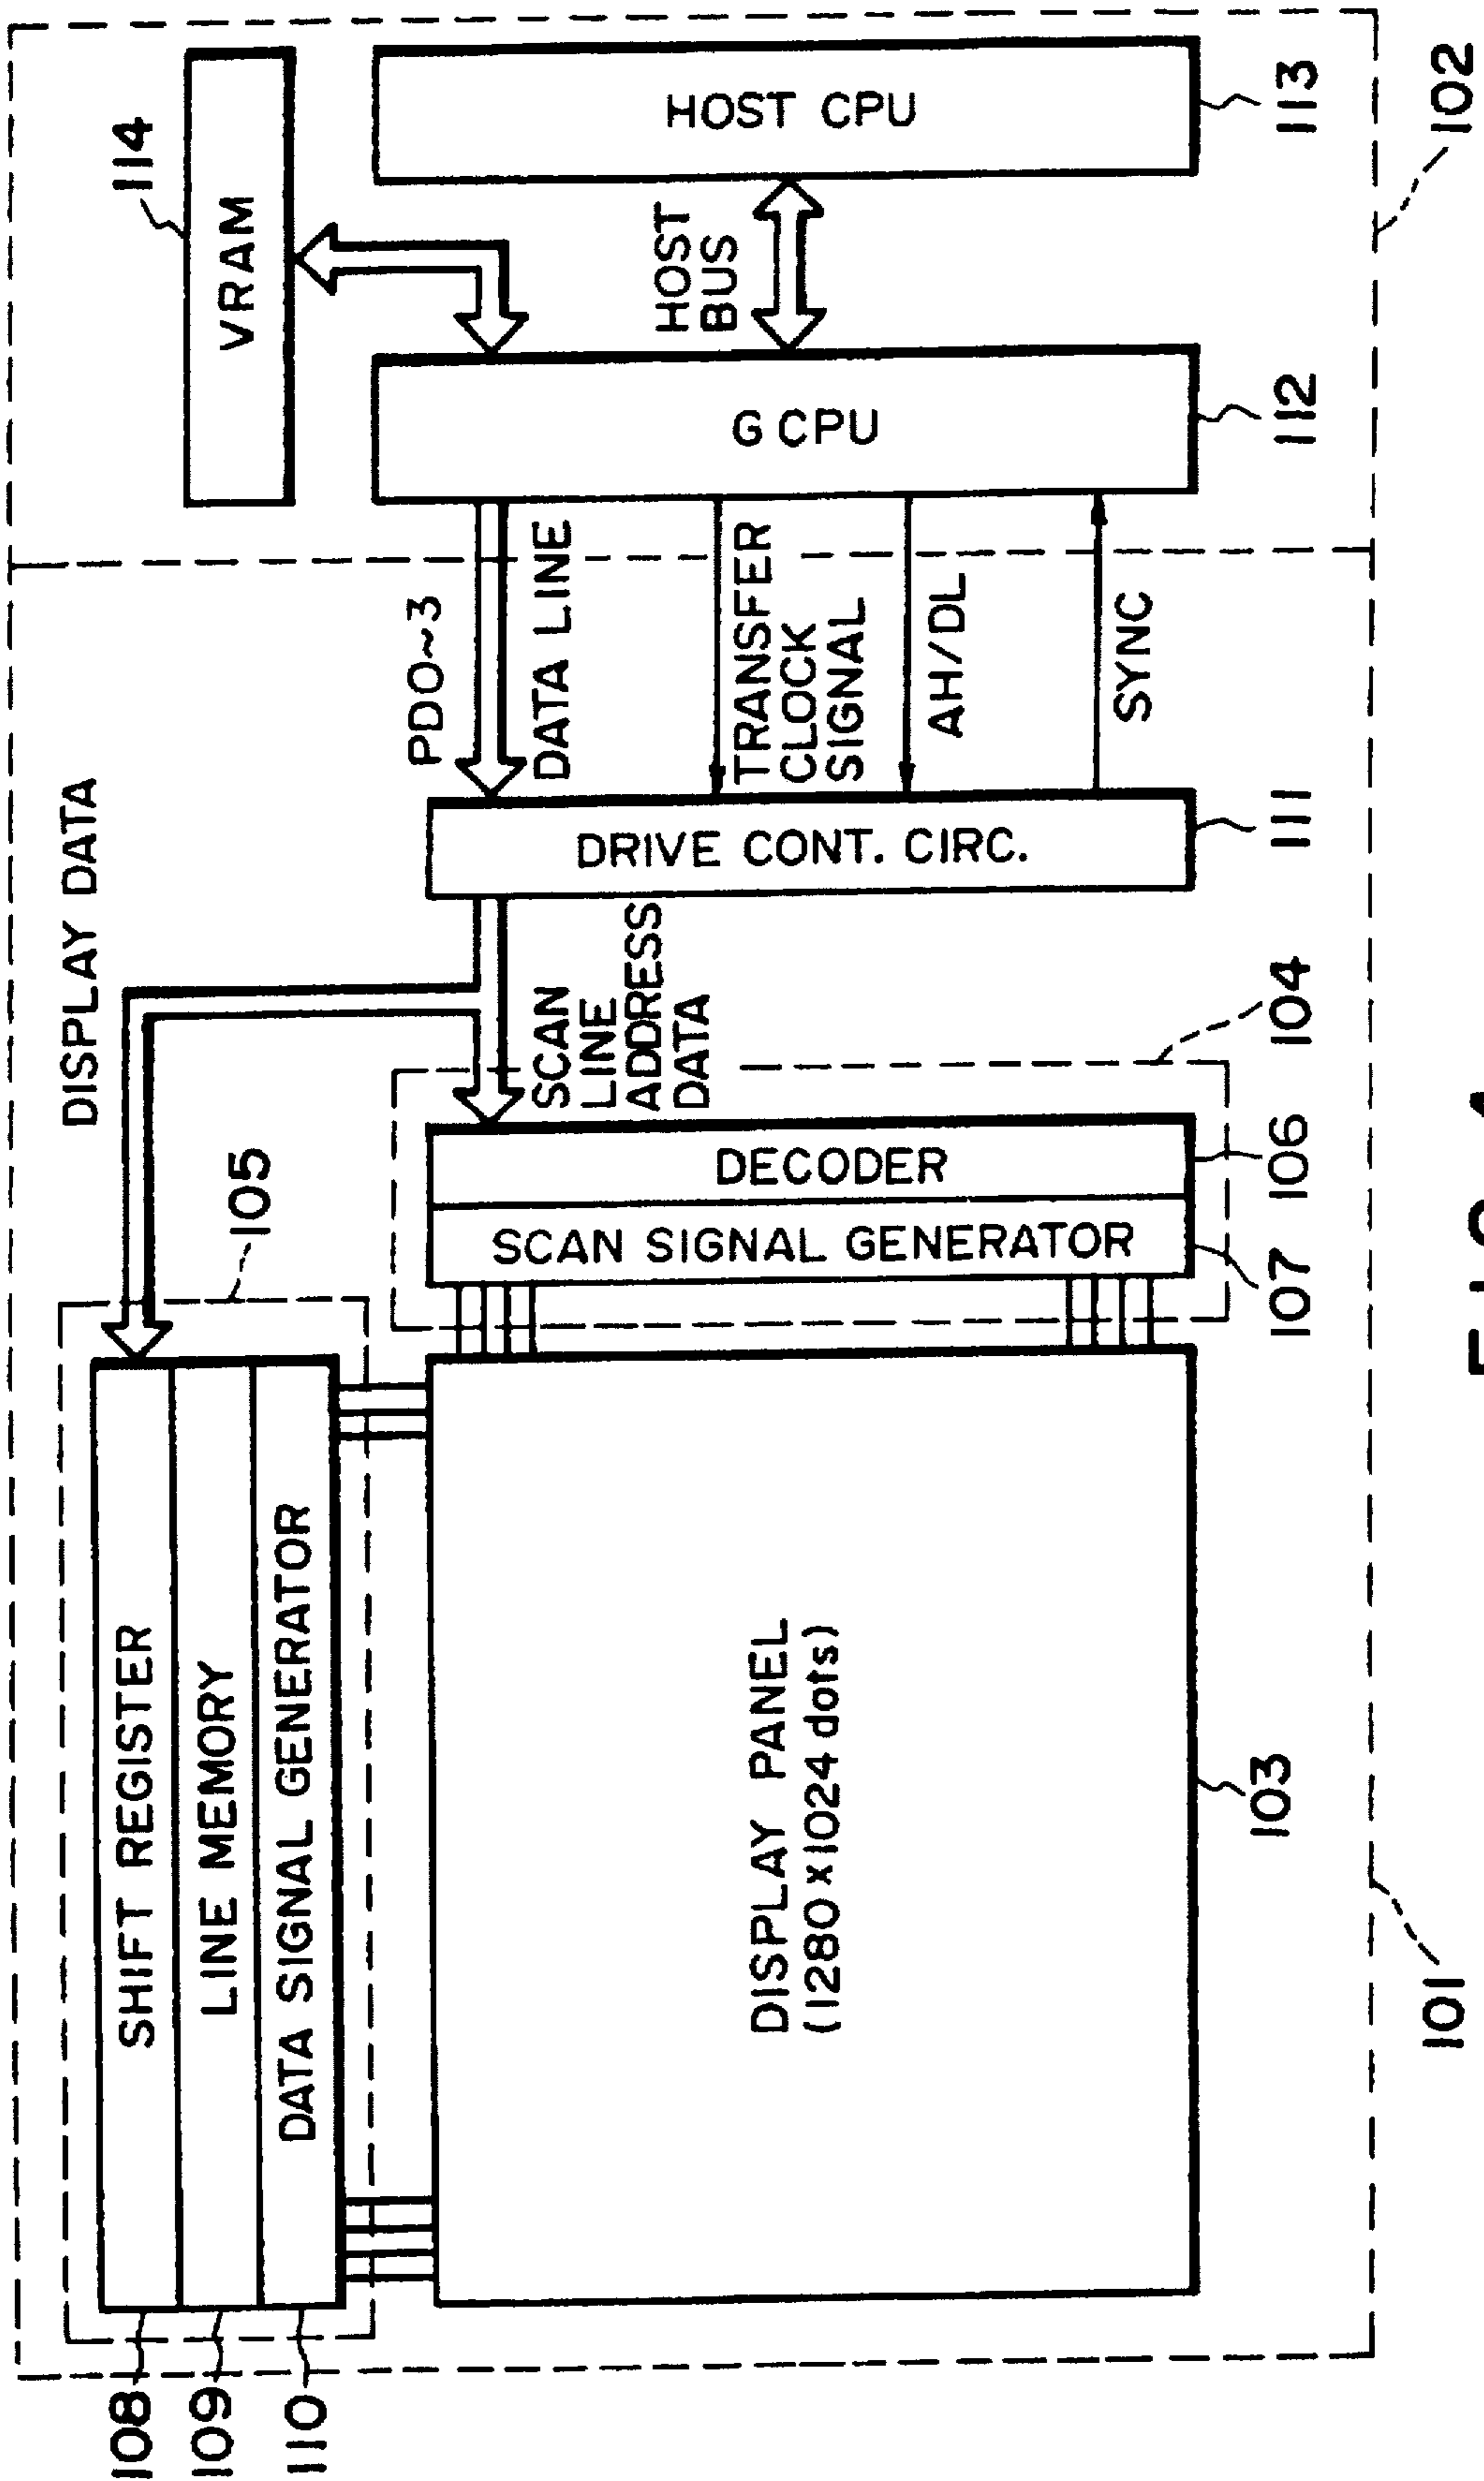 108
109
110
SHIFT REGISTER
LINE MEMORY
DATA SIGNAL GENERATOR
105
DISPLAY DATA
114
VRAM
DISPLAY PANEL
(1280×1024 dots)
103
SCAN SIGNAL GENERATOR
DECODER
107
106
104
SCAN
LINE
ADDRESS
DATA
DRIVE CONT. CIRC.
111
PD0~3
DATA LINE
TRANSFER
CLOCK
SIGNAL
AH/DL
SYNC
G CPU
112
HOST
BUS
HOST CPU
113
101
102